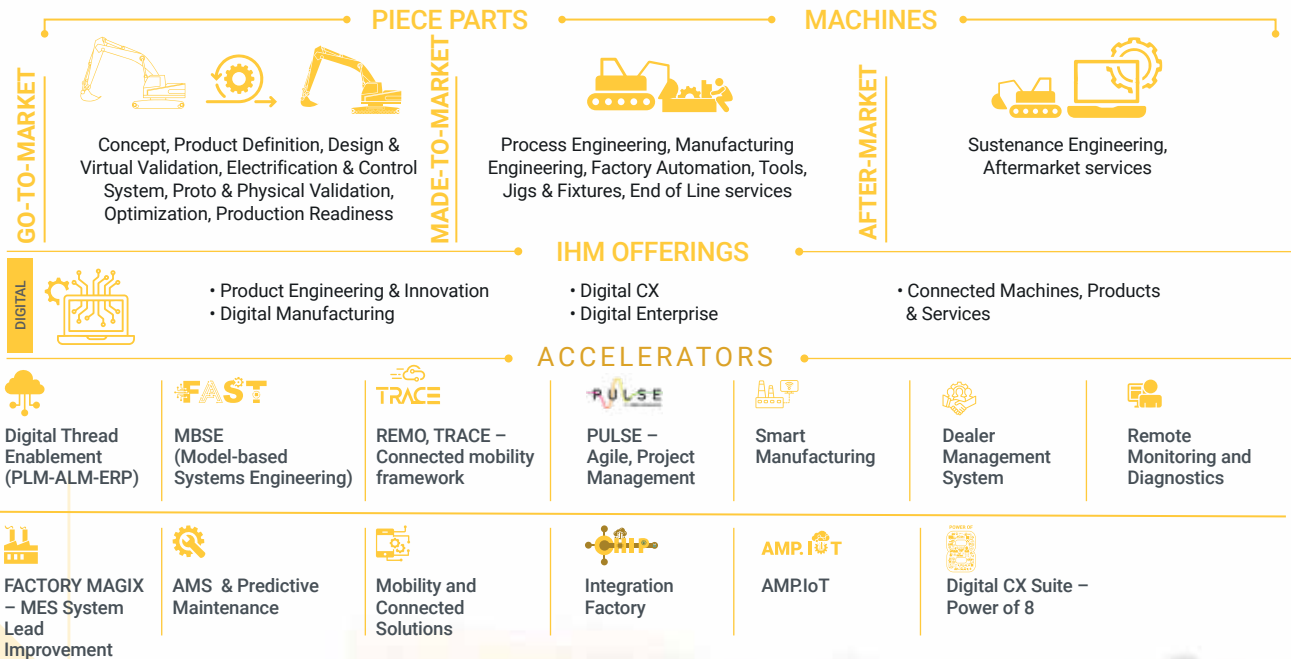 PIECE PARTS
MACHINES
GO-TO-MARKET
Concept, Product Definition, Design &
Virtual Validation, Electrification & Control
System, Proto & Physical Validation,
Optimization, Production Readiness
MADE-TO-MARKET
Process Engineering, Manufacturing
Engineering, Factory Automation, Tools,
Jigs & Fixtures, End of Line services
AFTER-MARKET
Sustenance Engineering,
Aftermarket services
IHM OFFERINGS
DIGITAL
• Product Engineering & Innovation
• Digital Manufacturing
• Digital CX
• Digital Enterprise
• Connected Machines, Products
& Services
ACCELERATORS
Digital Thread
Enablement
(PLM-ALM-ERP)
FAST
MBSE
(Model-based
Systems Engineering)
TRACE
REMO, TRACE –
Connected mobility
framework
PULSE
PULSE –
Agile, Project
Management
Smart
Manufacturing
Dealer
Management
System
Remote
Monitoring and
Diagnostics
FACTORY MAGIX
– MES System
Lead
Improvement
AMS & Predictive
Maintenance
Mobility and
Connected
Solutions
Integration
Factory
AMP.IOT
AMP.IoT
POWER OF
Digital CX Suite –
Power of 8